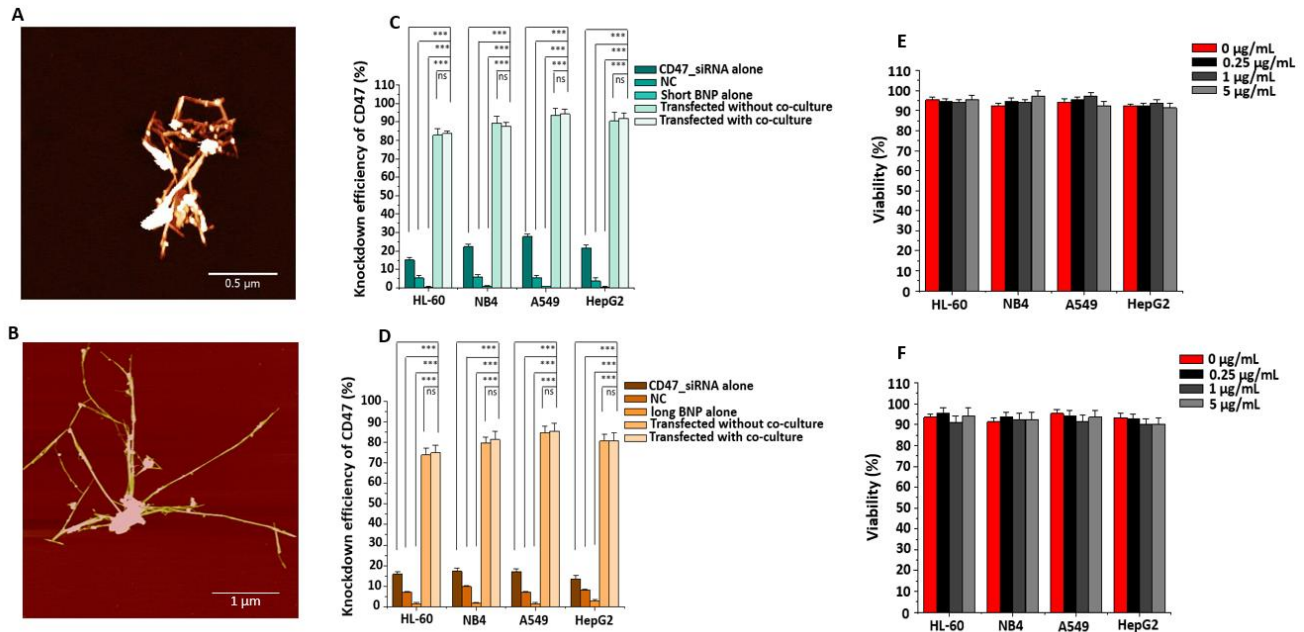 A
0.5 µm
B
1 µm
C
*** *** *** ***
*** *** *** ***
*** *** *** ***
ns ns ns ns
CD47_siRNA alone
NC
Short BNP alone
Transfected without co-culture
Transfected with co-culture
Knockdown efficiency of CD47 (%)
110
100
90
80
70
60
50
40
30
20
10
0
HL-60 NB4 A549 HepG2
D
*** *** *** ***
*** *** *** ***
*** *** *** ***
ns ns ns ns
CD47_siRNA alone
NC
long BNP alone
Transfected without co-culture
Transfected with co-culture
Knockdown efficiency of CD47 (%)
100
90
80
70
60
50
40
30
20
10
0
HL-60 NB4 A549 HepG2
E
0 µg/mL
0.25 µg/mL
1 µg/mL
5 µg/mL
Viability (%)
110
100
90
80
70
60
50
40
30
20
10
0
HL-60 NB4 A549 HepG2
F
0 µg/mL
0.25 µg/mL
1 µg/mL
5 µg/mL
Viability (%)
110
100
90
80
70
60
50
40
30
20
10
0
HL-60 NB4 A549 HepG2